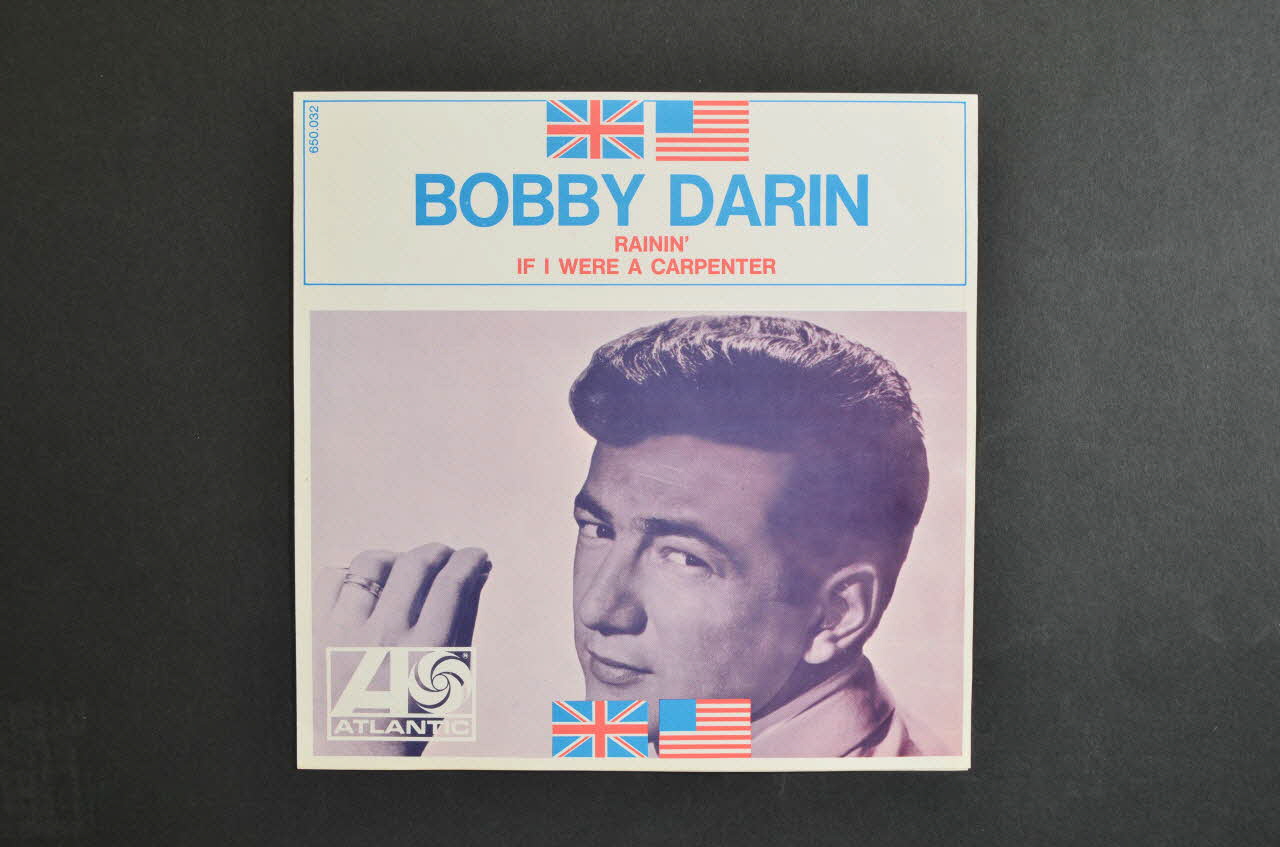 650.032
BOBBY DARIN
RAININ'
IF I WERE A CARPENTER
ATLANTIC